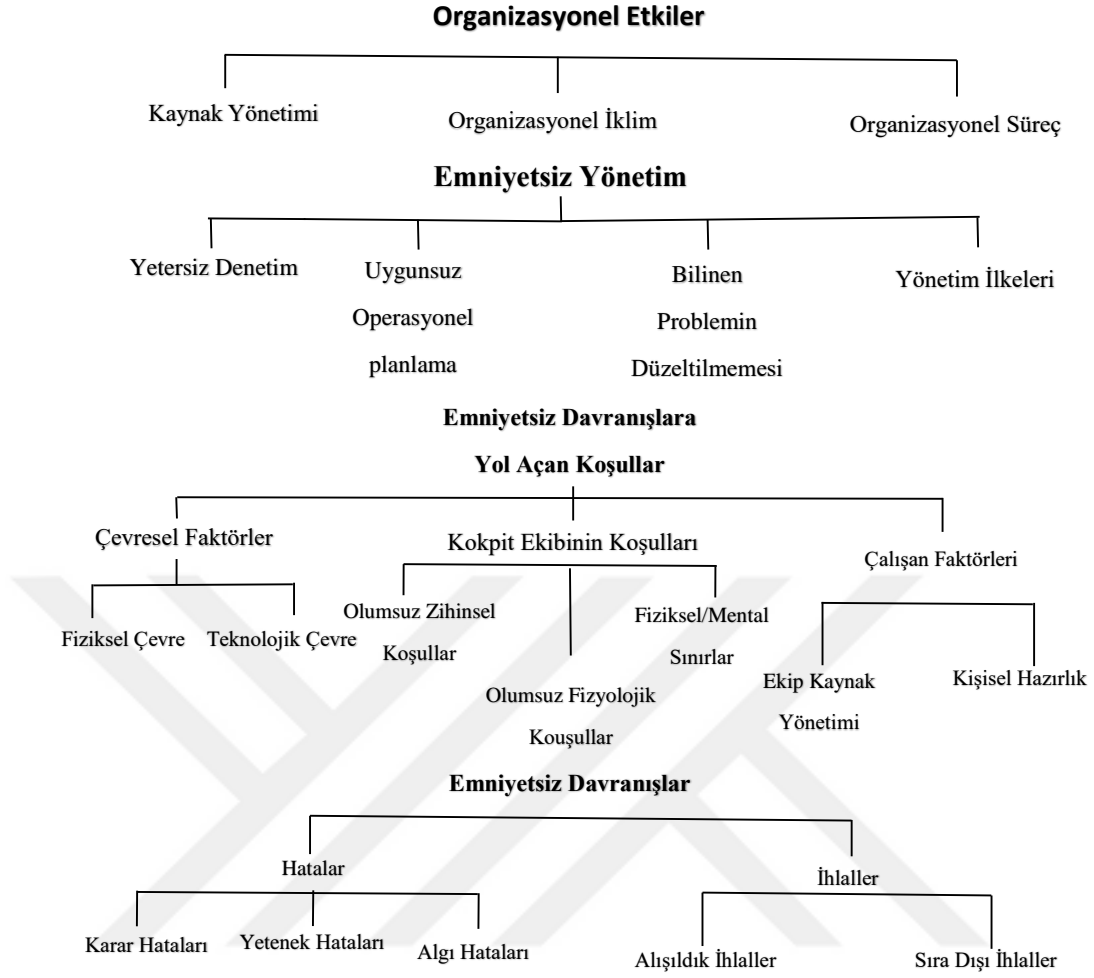 Organizasyonel Etkiler
Kaynak Yönetimi
Organizasyonel İklim
Organizasyonel Süreç
Emniyetsiz Yönetim
Yetersiz Denetim
Uygunsuz
Operasyonel
planlama
Bilinen
Problemin
Düzeltilmemesi
Yönetim İlkeleri
Emniyetsiz Davranışlara
Yol Açan Koşullar
Çevresel Faktörler
Kokpit Ekibinin Koşulları
Çalışan Faktörleri
Fiziksel Çevre
Teknolojik Çevre
Olumsuz Zihinsel
Koşullar
Olumsuz Fizyolojik
Kouşullar
Fiziksel/Mental
Sınırlar
Ekip Kaynak
Yönetimi
Kişisel Hazırlık
Emniyetsiz Davranışlar
Hatalar
İhlaller
Karar Hataları
Yetenek Hataları
Algı Hataları
Alışıldık İhlaller
Sıra Dışı İhlaller